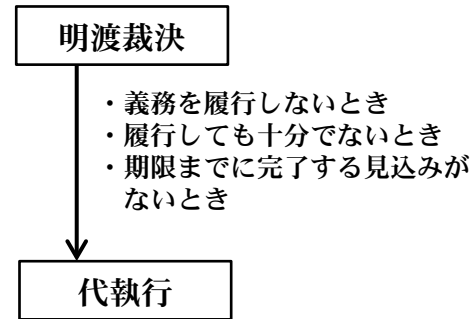 明渡裁決
・義務を履行しないとき
・履行しても十分でないとき
・期限までに完了する見込みが
ないとき
代執行